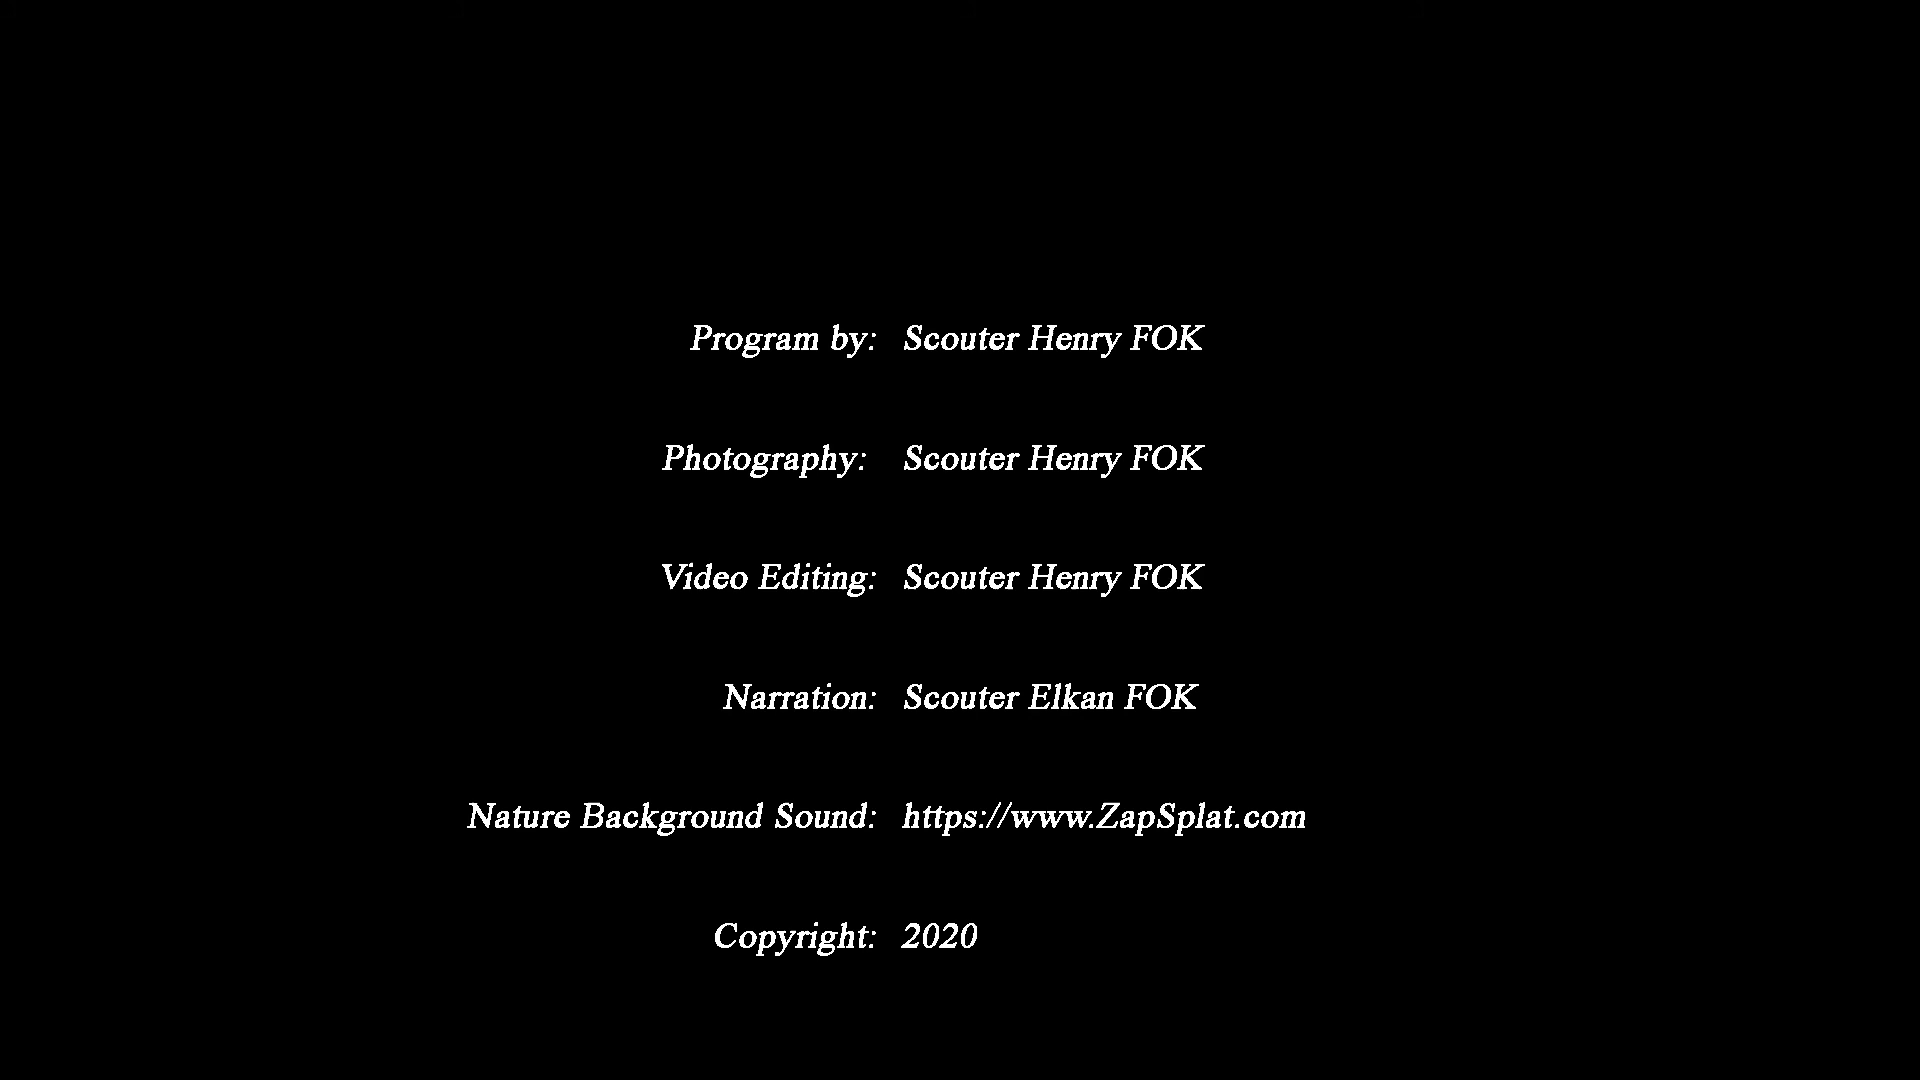 Program by: Scouter Henry FOK
Photography: Scouter Henry FOK
Video Editing: Scouter Henry FOK
Narration: Scouter Elkan FOK
Nature Background Sound: https://www.ZapSplat.com
Copyright: 2020